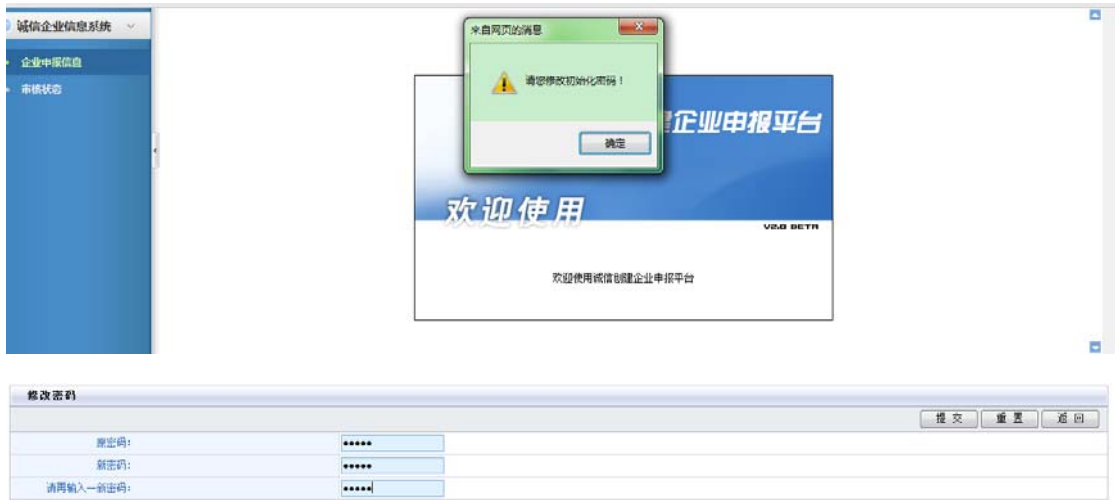 诚信企业信息系统
企业申报信息
审核状态
来自网页的消息
请您修改初始化密码！
确定
建企业申报平台
欢迎使用
V2.0 BETA
欢迎使用诚信创建企业申报平台
修改密码
提 交
重 置
返 回
原密码：
新密码：
请再输入一新密码：